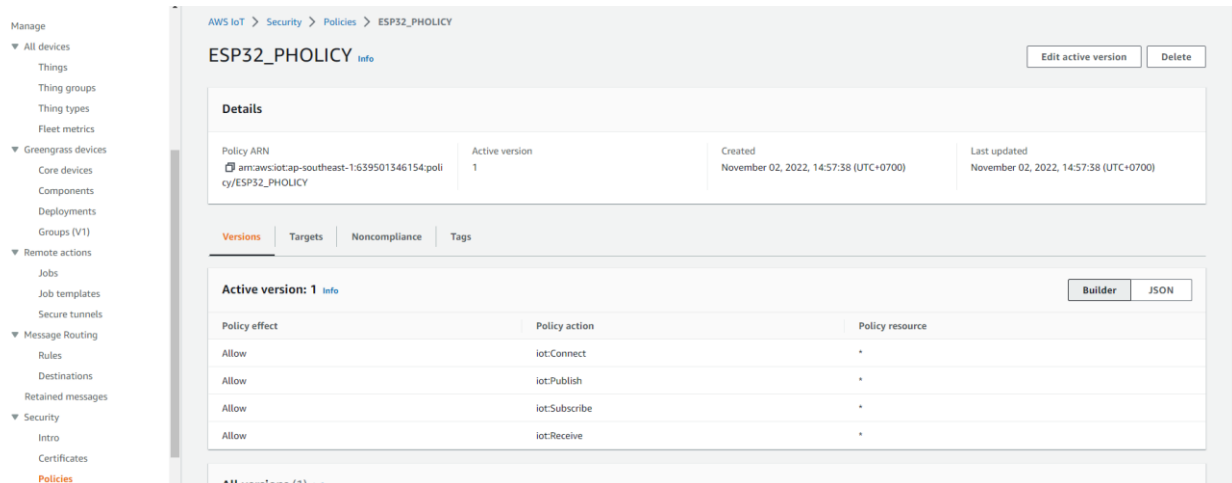 Manage
All devices
Things
Thing groups
Thing types
Fleet metrics
Greengrass devices
Core devices
Components
Deployments
Groups (V1)
Remote actions
Jobs
Job templates
Secure tunnels
Message Routing
Rules
Destinations
Retained messages
Security
Intro
Certificates
Policies
AWS IoT > Security > Policies > ESP32_PHOLICY
ESP32_PHOLICY Info
Edit active version Delete
Details
Policy ARN
arn:aws:iot:ap-southeast-1:639501346154:poli
cy/ESP32_PHOLICY
Active version
1
Created
November 02, 2022, 14:57:38 (UTC+0700)
Last updated
November 02, 2022, 14:57:38 (UTC+0700)
Versions Targets Noncompliance Tags
Active version: 1 Info
Builder JSON
Policy effect Policy action Policy resource
Allow iot:Connect *
Allow iot:Publish *
Allow iot:Subscribe *
Allow iot:Receive *
All versions (1)